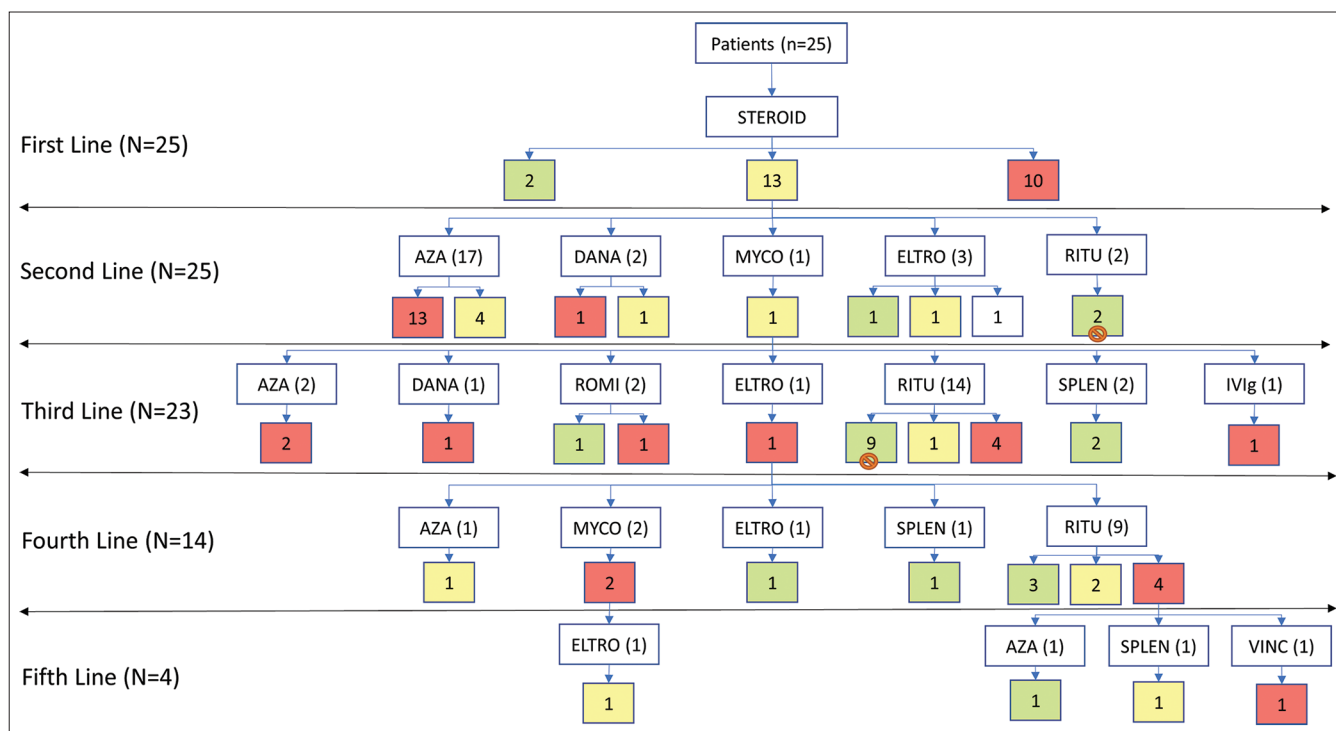 Patients (n=25)
STEROID
First Line (N=25)
2 13 10
Second Line (N=25)
AZA (17) DANA (2) MYCO (1) ELTRO (3) RITU (2)
13 4 1 1 1 1 1 1 2
Third Line (N=23)
AZA (2) DANA (1) ROMI (2) ELTRO (1) RITU (14) SPLEN (2) IVIg (1)
2 1 1 1 1 9 1 4 2 1
Fourth Line (N=14)
AZA (1) MYCO (2) ELTRO (1) SPLEN (1) RITU (9)
1 2 1 1 3 2 4
Fifth Line (N=4)
ELTRO (1) AZA (1) SPLEN (1) VINC (1)
1 1 1 1